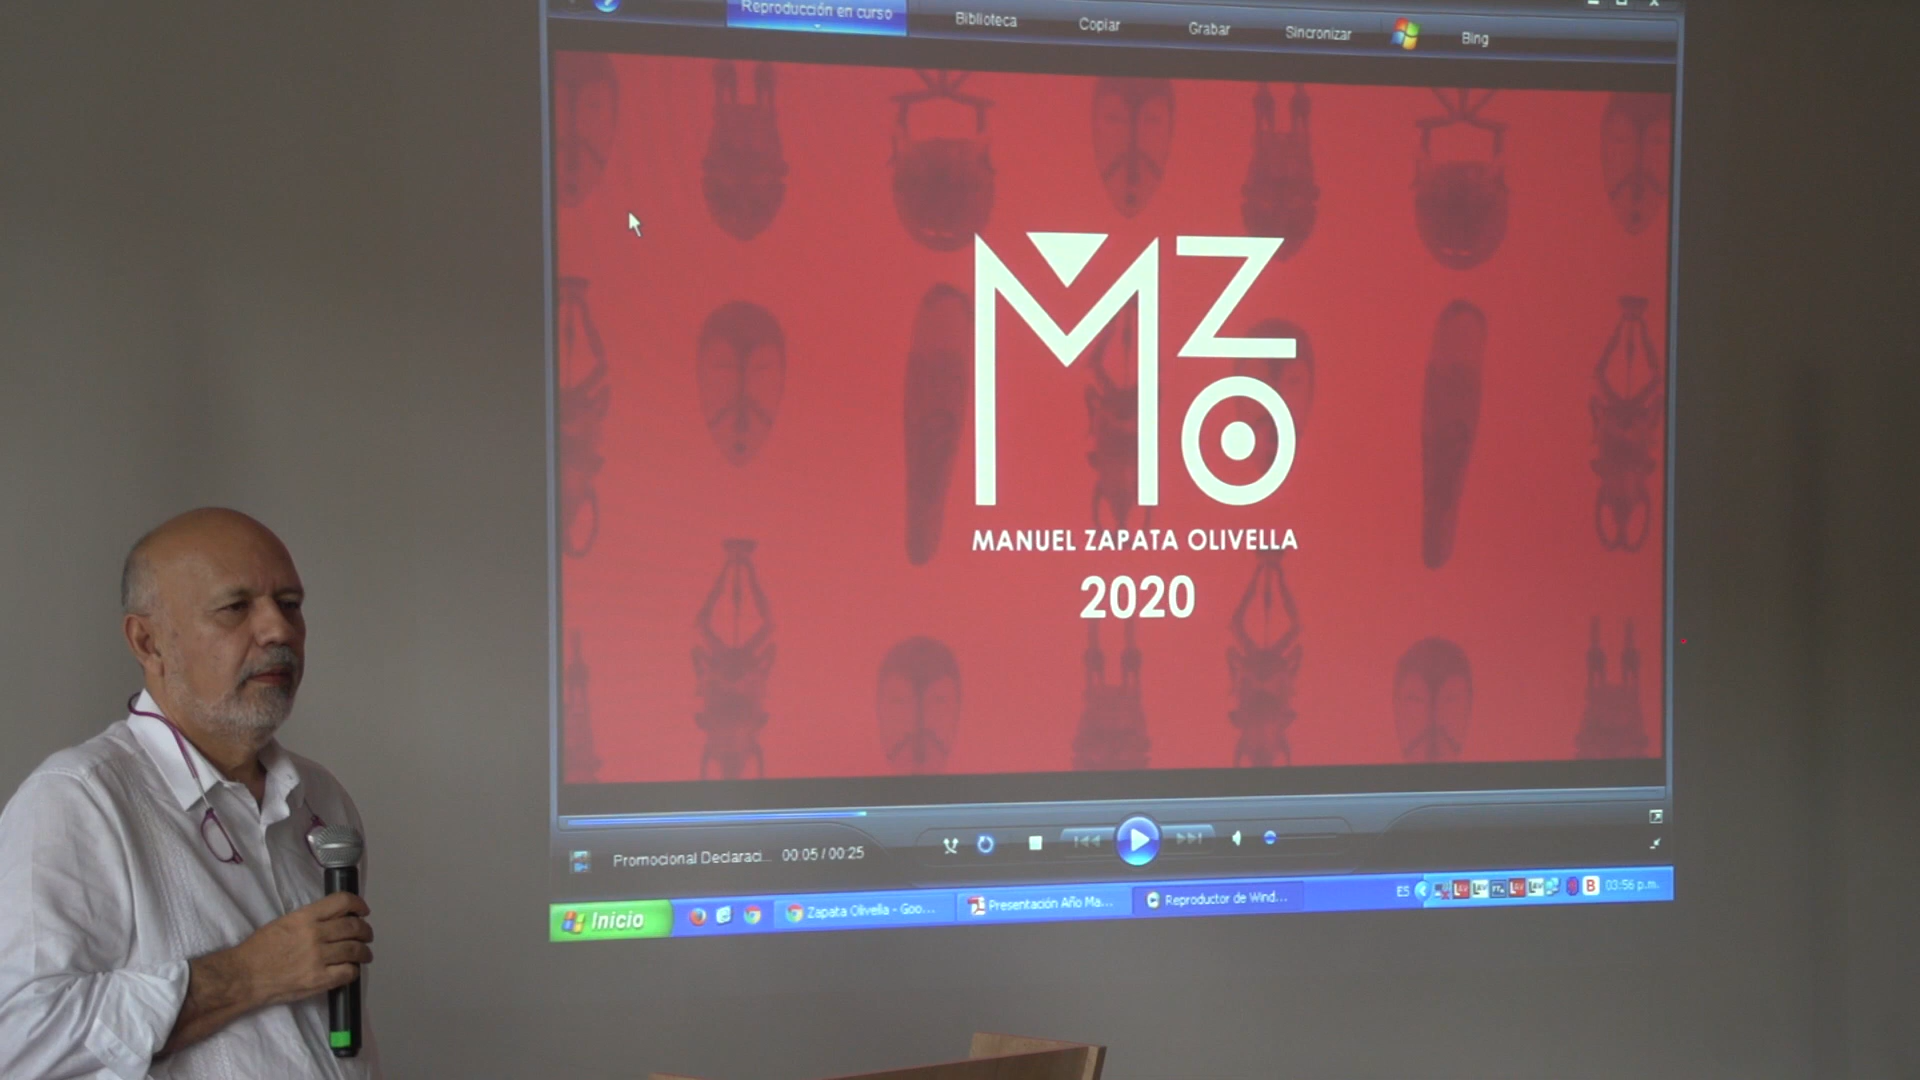 Reproducción en curso
Biblioteca
Copiar
Grabar
Sincronizar
Bing
MZO
MANUEL ZAPATA OLIVELLA
2020
Promocional Declaraci...
00:05 / 00:25
Inicio
Zapata Olivella - Goo...
Presentación Año Ma...
Reproductor de Wind...
ES
B
03:56 p.m.